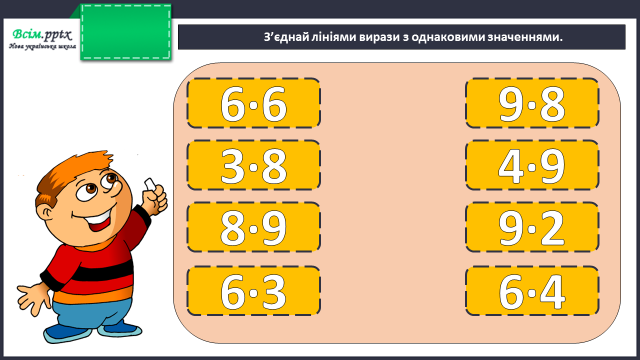 Всім.pptx
Нова українська школа
З’єднай лініями вирази з однаковими значеннями.
6·6
9·8
3·8
4·9
8·9
9·2
6·3
6·4